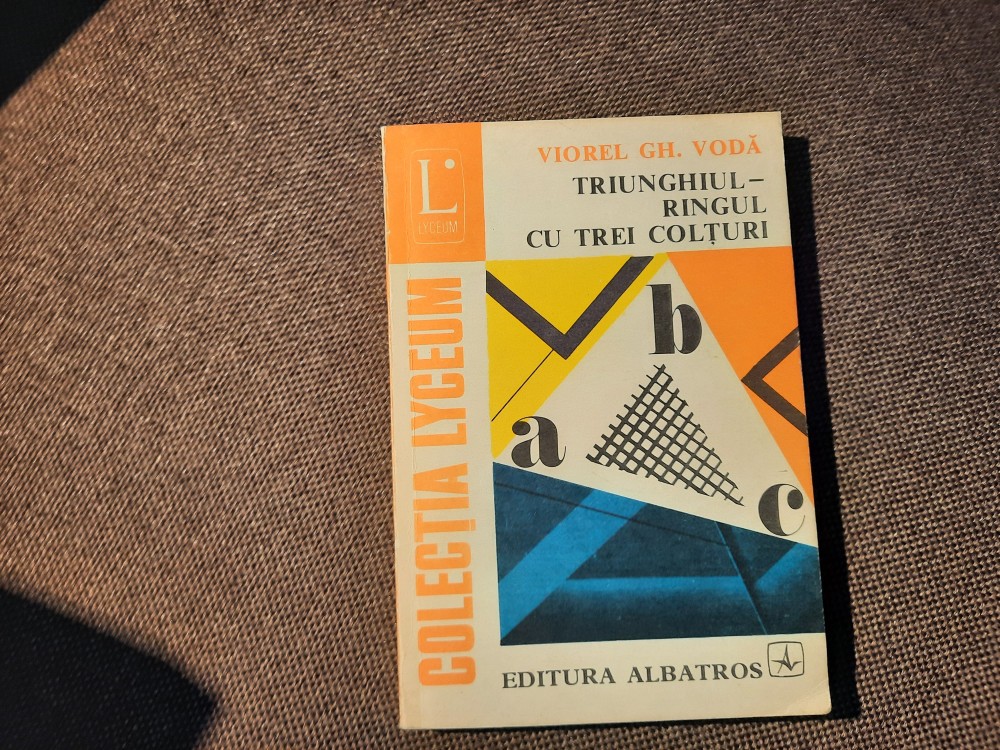 L
LYCEUM
VIOREL GH. VODĂ
TRIUNGHIUL–
RINGUL
CU TREI COLȚURI
COLECȚIA LYCEUM
b
a
c
EDITURA ALBATROS